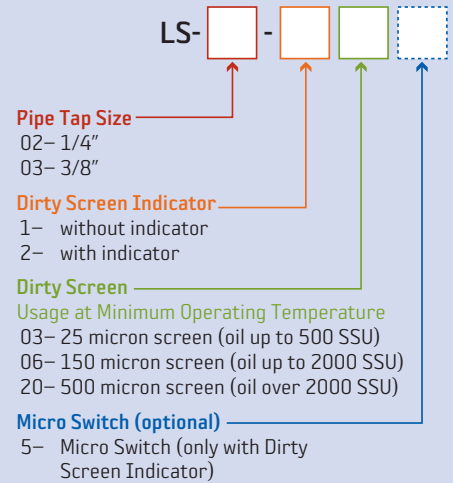 LS- -
Pipe Tap Size
02– 1/4"
03– 3/8"
Dirty Screen Indicator
1– without indicator
2– with indicator
Dirty Screen
Usage at Minimum Operating Temperature
03– 25 micron screen (oil up to 500 SSU)
06– 150 micron screen (oil up to 2000 SSU)
20– 500 micron screen (oil over 2000 SSU)
Micro Switch (optional)
5– Micro Switch (only with Dirty
Screen Indicator)